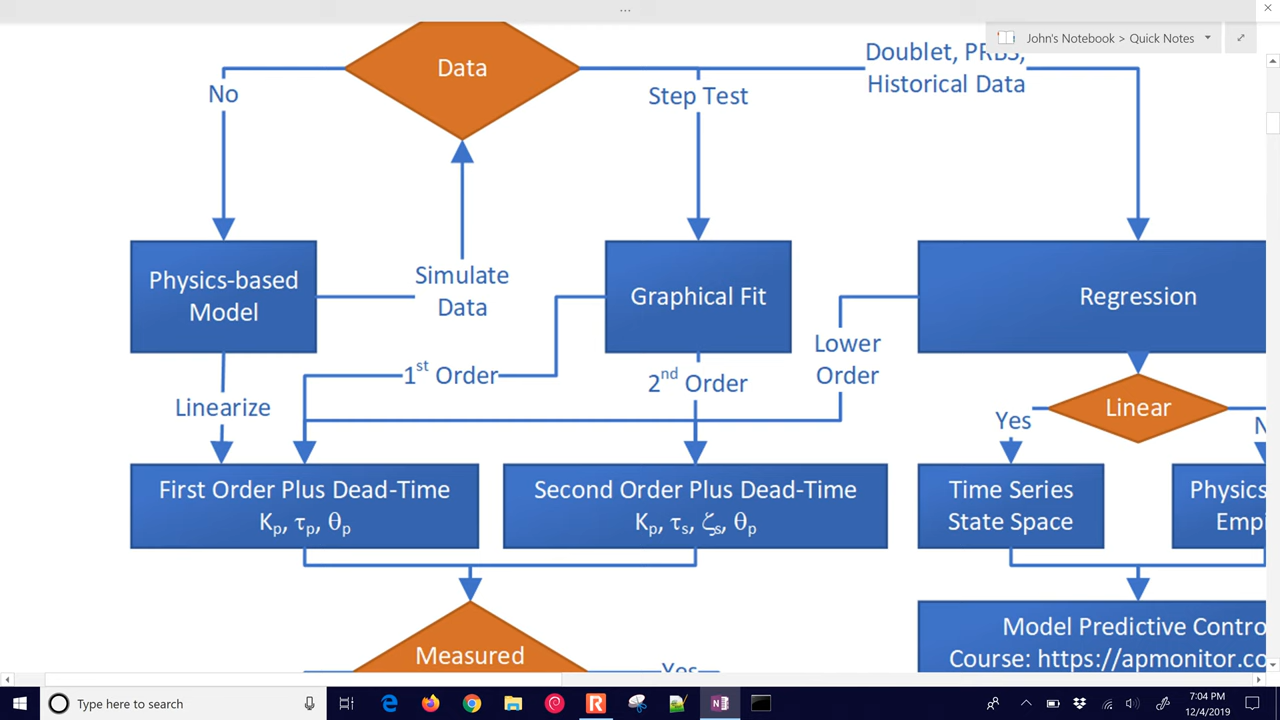 ...
John's Notebook > Quick Notes
Data
Doublet, PRBS,
Historical Data
No
Step Test
Simulate
Data
Physics-based
Model
Graphical Fit
Regression
Lower
Order
1st Order
2nd Order
Linearize
Linear
Yes
N
First Order Plus Dead-Time
Kp, τp, θp
Second Order Plus Dead-Time
Kp, τs, ζs, θp
Time Series
State Space
Physics
Empi
Measured
Yes
Model Predictive Contro
Course: https://apmonitor.co
Type here to search
7:04 PM
12/4/2019